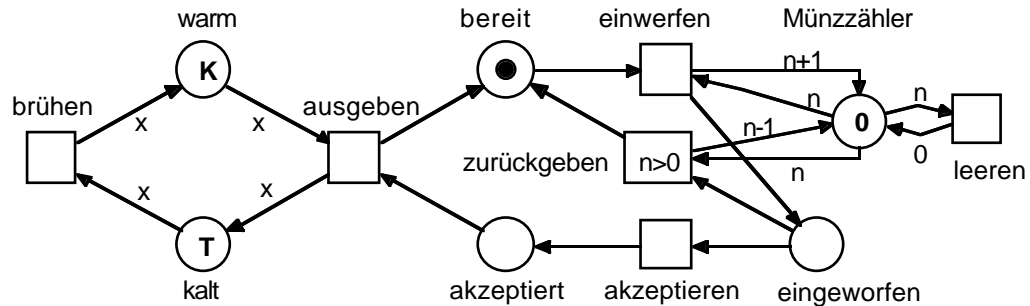 warm
bereit
einwerfen
Münzzähler
K
n+1
brühen
ausgeben
n
n
x
x
0
n-1
zurückgeben
n>0
n
0
leeren
x
x
T
kalt
akzeptiert
akzeptieren
eingeworfen